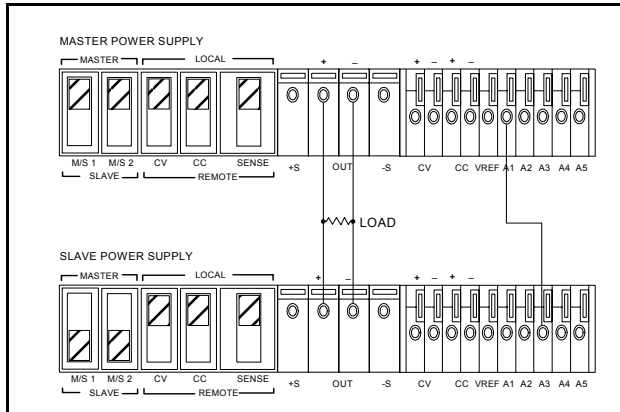 MASTER POWER SUPPLY
MASTER LOCAL
+ – + – + –
M/S 1 M/S 2 CV CC SENSE +S OUT -S CV CC VREF A1 A2 A3 A4 A5
SLAVE REMOTE
LOAD
SLAVE POWER SUPPLY
MASTER LOCAL
+ – + – + –
M/S 1 M/S 2 CV CC SENSE +S OUT -S CV CC VREF A1 A2 A3 A4 A5
SLAVE REMOTE